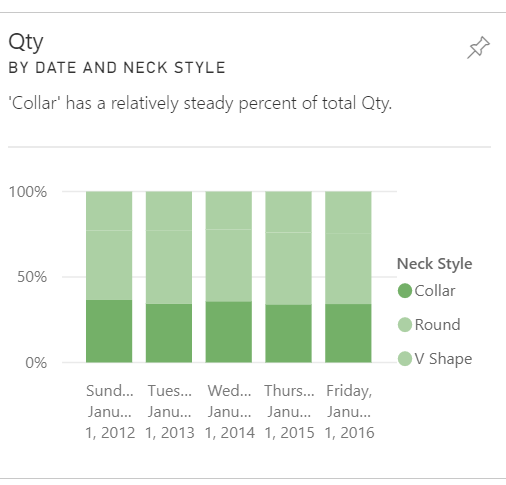 Qty
BY DATE AND NECK STYLE
'Collar' has a relatively steady percent of total Qty.
100%
50%
0%
Neck Style
Collar
Round
V Shape
Sund... Tues... Wed... Thurs... Friday,
Janu... Janu... Janu... Janu... Janu...
1, 2012 1, 2013 1, 2014 1, 2015 1, 2016